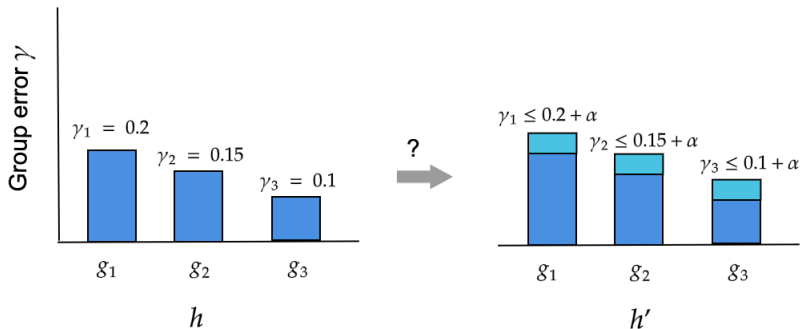 Group error γ
γ₁ = 0.2
γ₂ = 0.15
γ₃ = 0.1
g₁
g₂
g₃
h
?
γ₁ ≤ 0.2 + α
γ₂ ≤ 0.15 + α
γ₃ ≤ 0.1 + α
g₁
g₂
g₃
h′